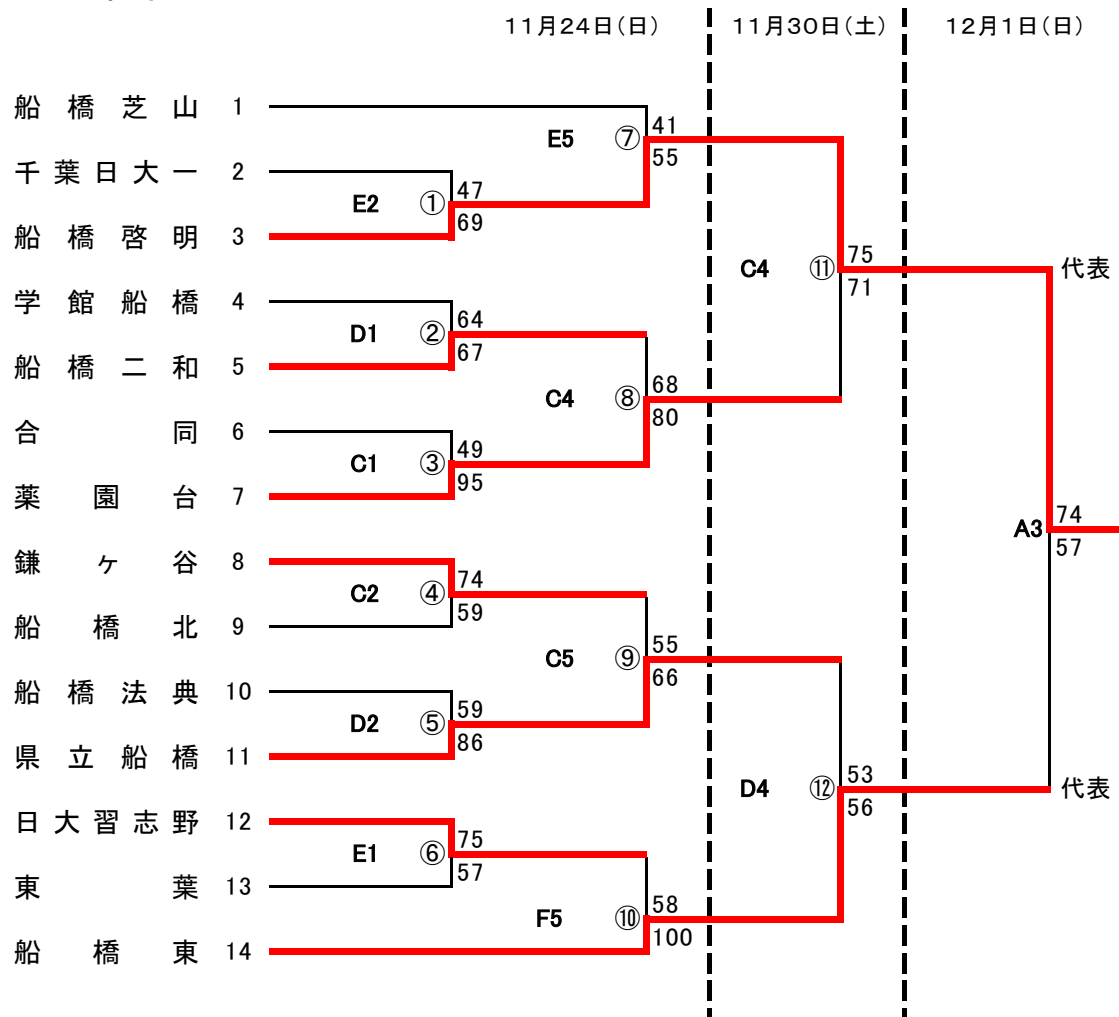 11月24日(日) 11月30日(土) 12月1日(日)
船橋芝山 1
41
E5 ⑦
55
千葉日大一 2
47
E2 ①
69
船橋啓明 3
75 代表
C4 ⑪
71
学館船橋 4
64
D1 ②
67
船橋二和 5
68
C4 ⑧
80
合同 6
49
C1 ③
95
薬園台 7
74
A3
57
鎌ヶ谷 8
74
C2 ④
59
船橋北 9
55
C5 ⑨
66
船橋法典 10
59
D2 ⑤
86
県立船橋 11
53 代表
D4 ⑫
56
日大習志野 12
75
E1 ⑥
57
東葉 13
58
F5 ⑩
100
船橋東 14